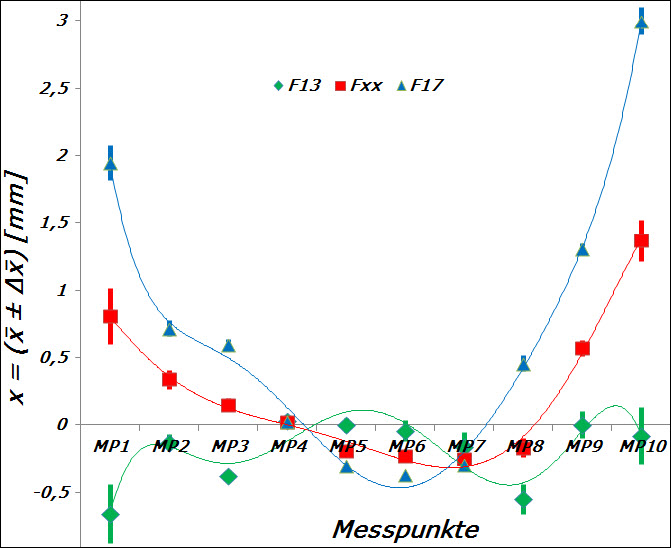 3
2,5
2
1,5
1
0,5
0
-0,5
x = (x̄ ± Δx̄) [mm]
F13 Fxx F17
MP1 MP2 MP3 MP4 MP5 MP6 MP7 MP8 MP9 MP10
Messpunkte